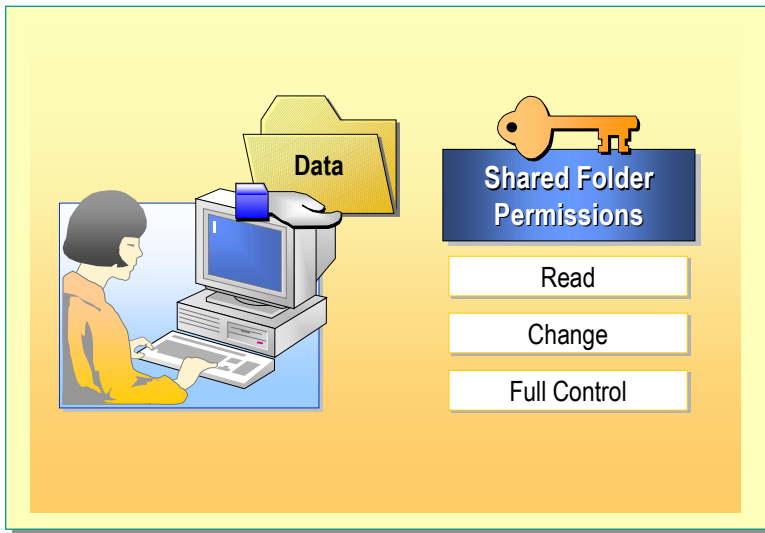 Data
Shared Folder
Permissions
Read
Change
Full Control